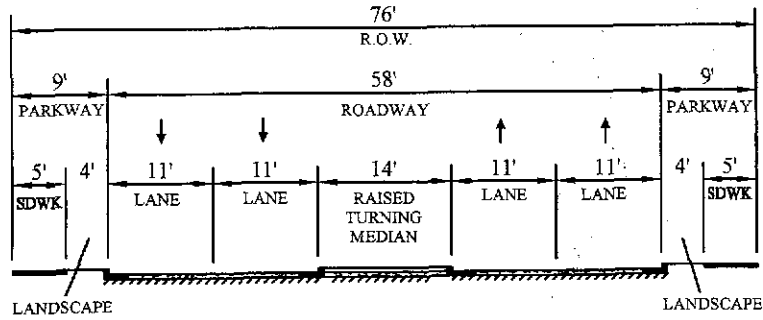 76'
R.O.W.
9' 58' 9'
PARKWAY ROADWAY PARKWAY
5' 4' 11' 11' 14' 11' 11' 4' 5'
SDWK LANE LANE RAISED LANE LANE SDWK
TURNING
MEDIAN
LANDSCAPE LANDSCAPE